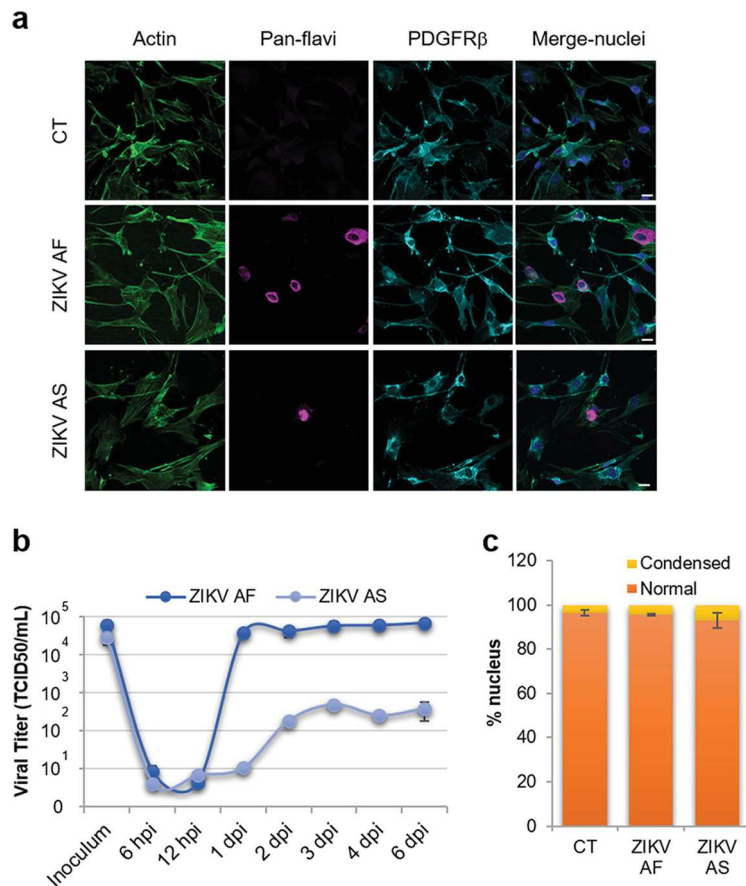 a
Actin Pan-flavi PDGFRβ Merge-nuclei
CT
ZIKV AF
ZIKV AS
b
ZIKV AF ZIKV AS
Viral Titer (TCID50/mL)
10⁵
10⁴
10³
10²
10¹
0
Inoculum 6 hpi 12 hpi 1 dpi 2 dpi 3 dpi 4 dpi 6 dpi
c
Condensed
Normal
% nucleus
120
100
80
60
40
20
0
CT ZIKV AF ZIKV AS